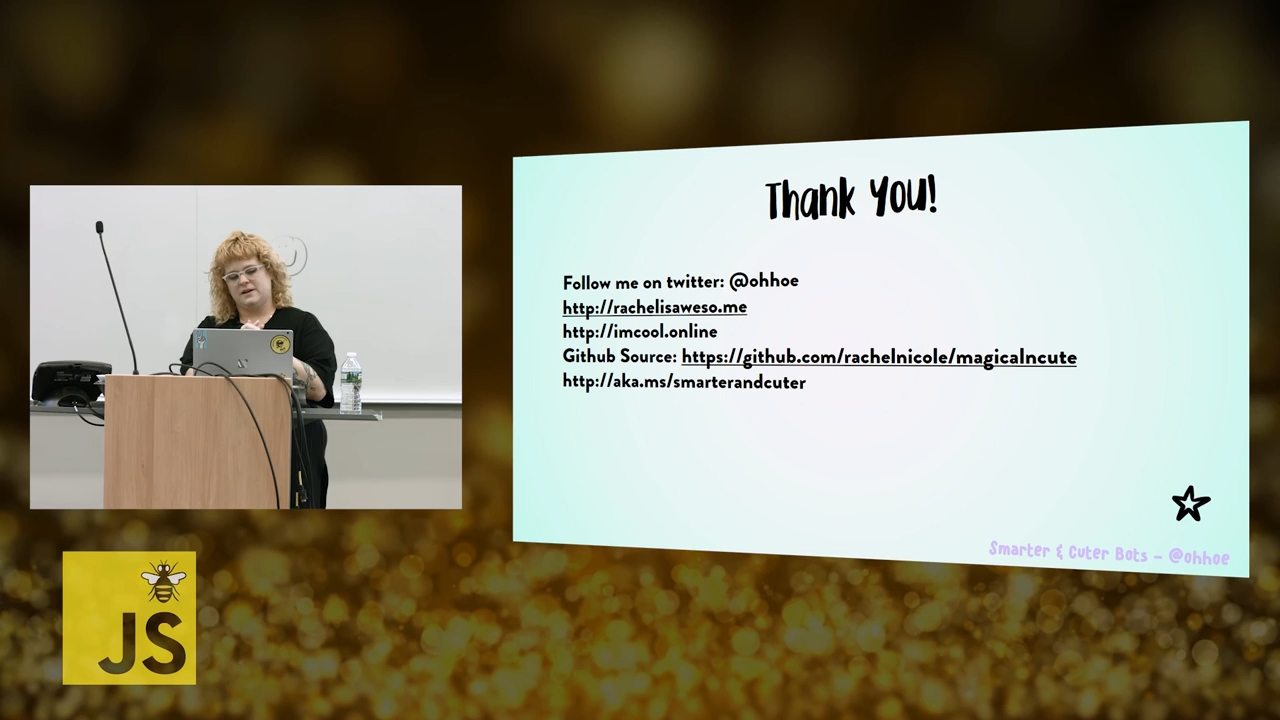 Thank You!
Follow me on twitter: @ohhoe
http://rachelisaweso.me
http://imcool.online
Github Source: https://github.com/rachelnicole/magicalncute
http://aka.ms/smarterandcuter
Smarter & Cuter Bots - @ohhoe
JS